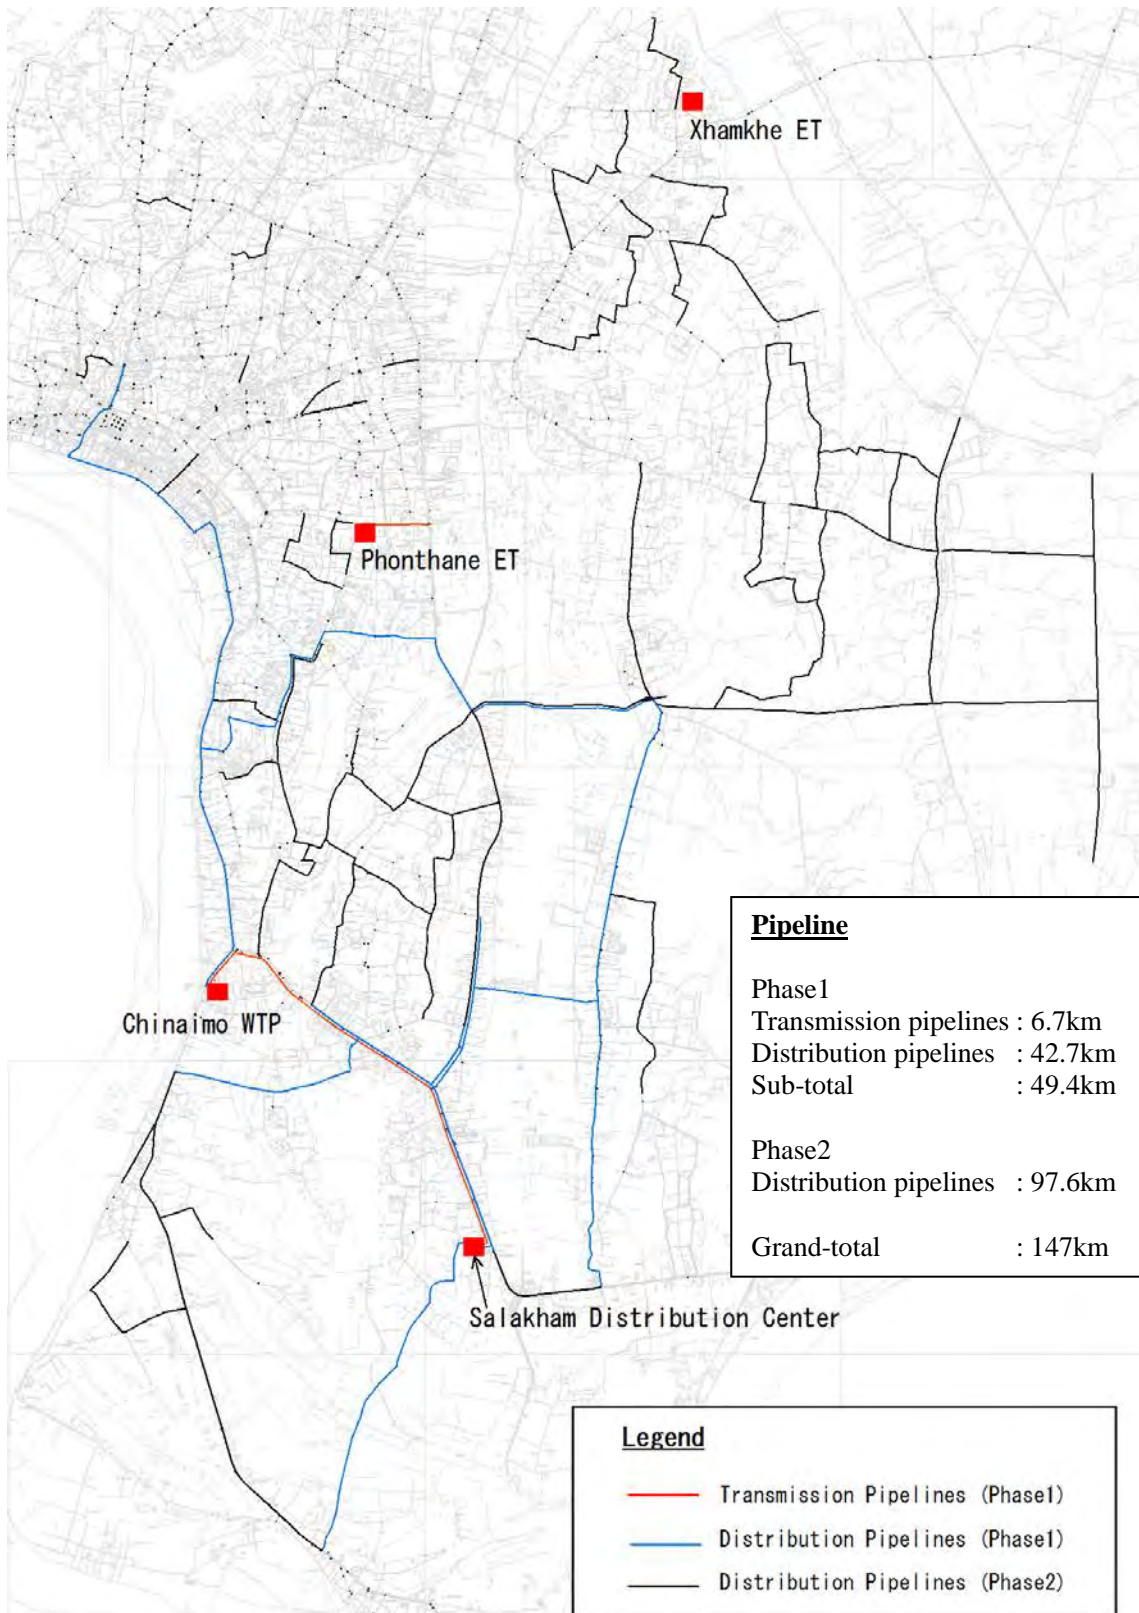 Xhamkhe ET
Phonthane ET
Chinaimo WTP
Salakham Distribution Center
Pipeline
Phase1
Transmission pipelines : 6.7km
Distribution pipelines : 42.7km
Sub-total : 49.4km
Phase2
Distribution pipelines : 97.6km
Grand-total : 147km
Legend
Transmission Pipelines (Phase1)
Distribution Pipelines (Phase1)
Distribution Pipelines (Phase2)